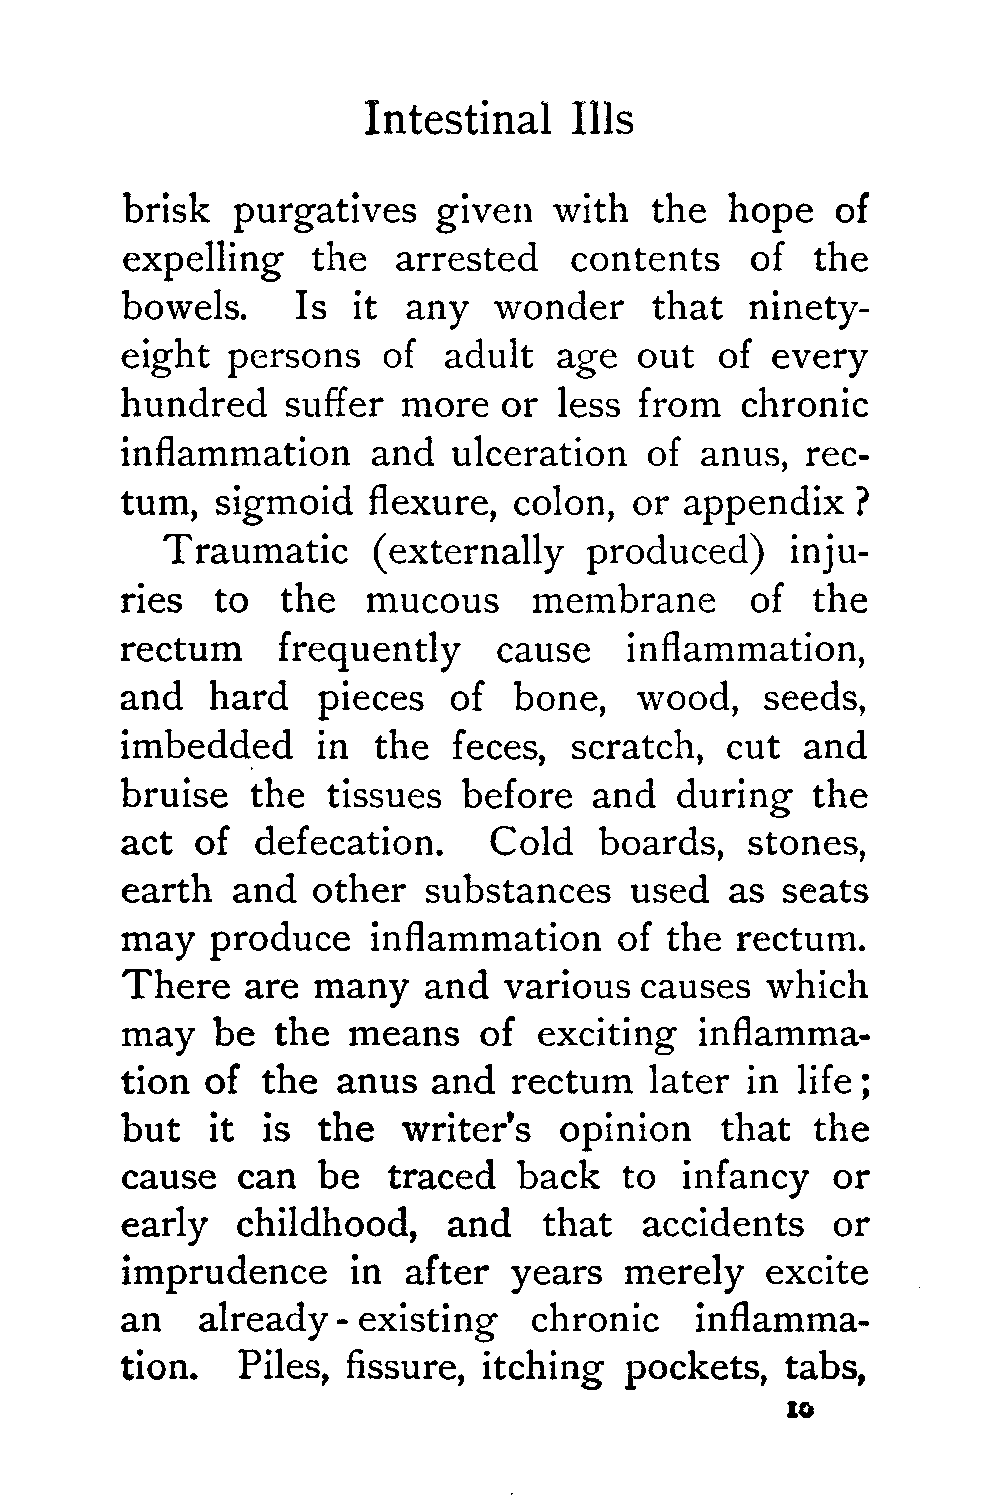 Intestinal Ills
brisk purgatives given with the hope of
expelling the arrested contents of the
bowels. Is it any wonder that ninety-
eight persons of adult age out of every
hundred suffer more or less from chronic
inflammation and ulceration of anus, rec-
tum, sigmoid flexure, colon, or appendix ?
Traumatic (externally produced) inju-
ries to the mucous membrane of the
rectum frequently cause inflammation,
and hard pieces of bone, wood, seeds,
imbedded in the feces, scratch, cut and
bruise the tissues before and during the
act of defecation. Cold boards, stones,
earth and other substances used as seats
may produce inflammation of the rectum.
There are many and various causes which
may be the means of exciting inflamma-
tion of the anus and rectum later in life ;
but it is the writer's opinion that the
cause can be traced back to infancy or
early childhood, and that accidents or
imprudence in after years merely excite
an already - existing chronic inflamma-
tion. Piles, fissure, itching pockets, tabs,
10